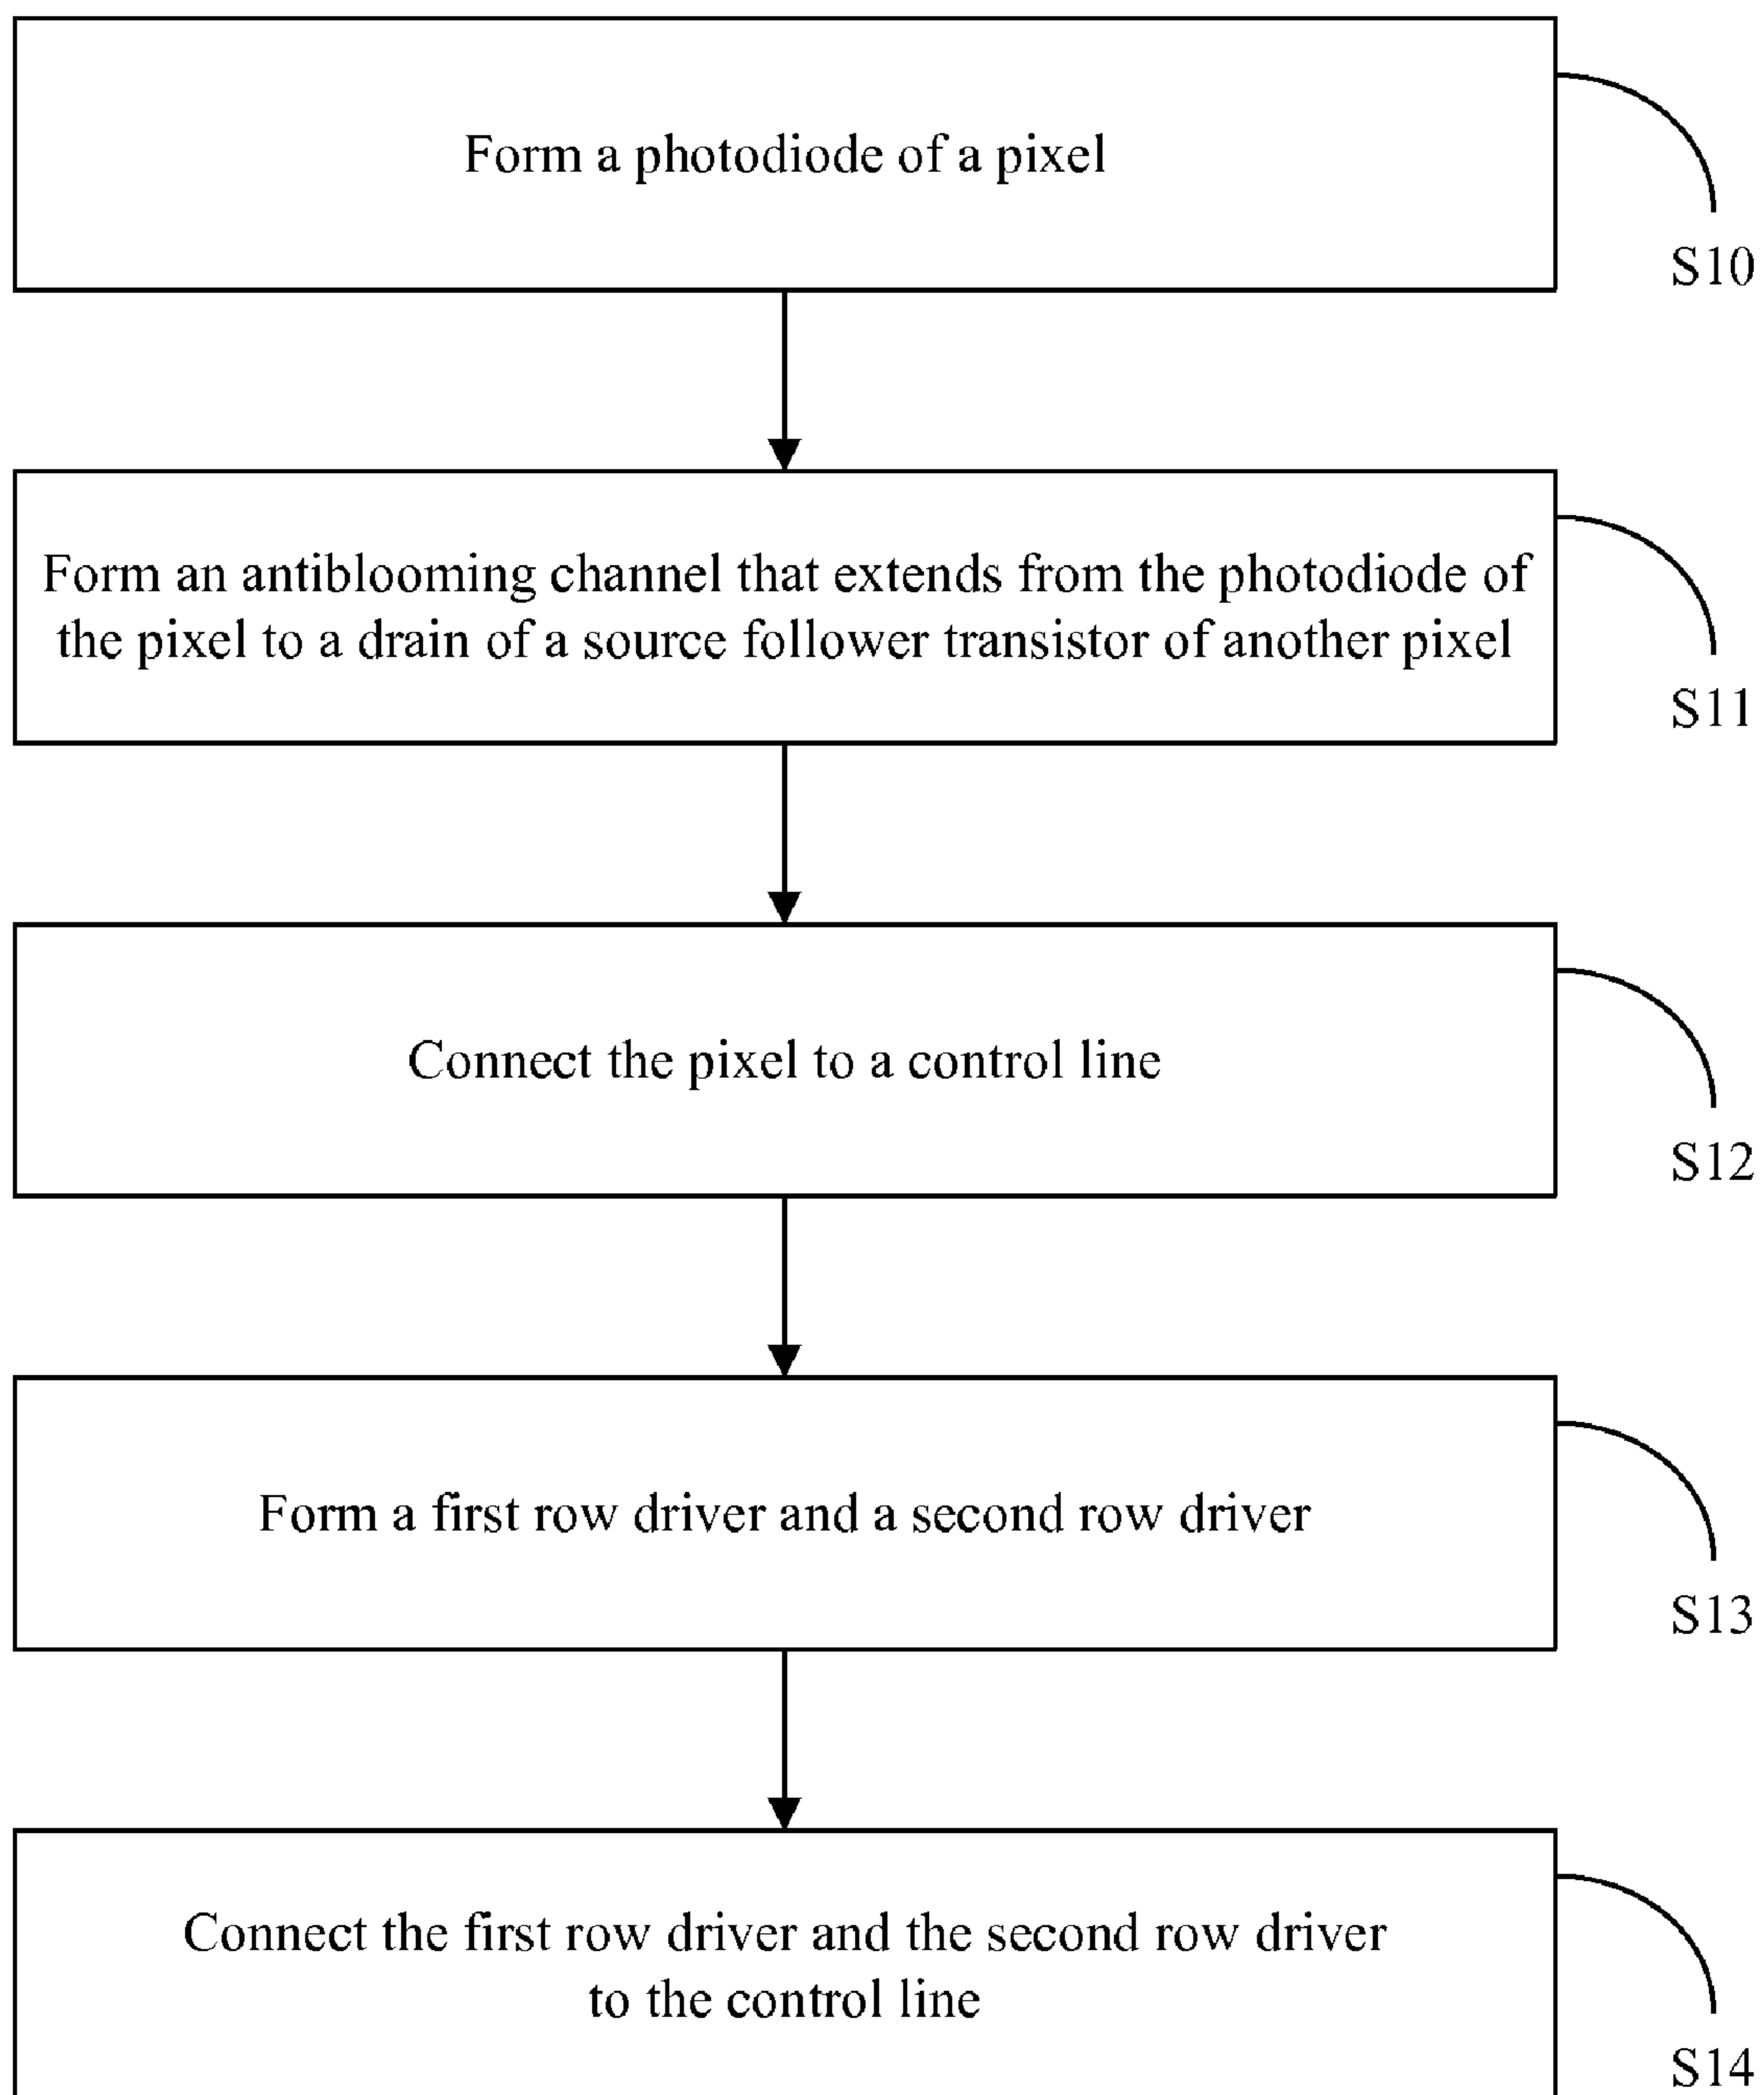 Form a photodiode of a pixel
S10
Form an antiblooming channel that extends from the photodiode of
the pixel to a drain of a source follower transistor of another pixel
S11
Connect the pixel to a control line
S12
Form a first row driver and a second row driver
S13
Connect the first row driver and the second row driver
to the control line
S14